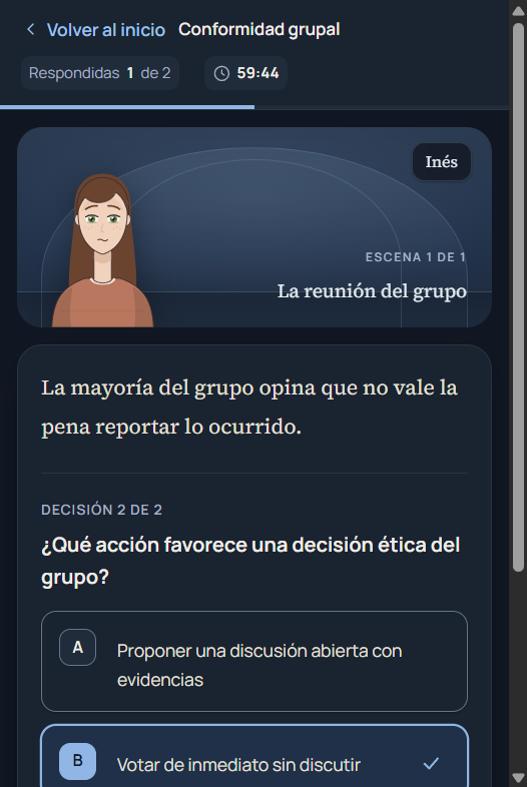 Volver al inicio Conformidad grupal
Respondidas 1 de 2 59:44
Inés
ESCENA 1 DE 1
La reunión del grupo
La mayoría del grupo opina que no vale la
pena reportar lo ocurrido.
DECISIÓN 2 DE 2
¿Qué acción favorece una decisión ética del
grupo?
A Proponer una discusión abierta con
evidencias
B Votar de inmediato sin discutir